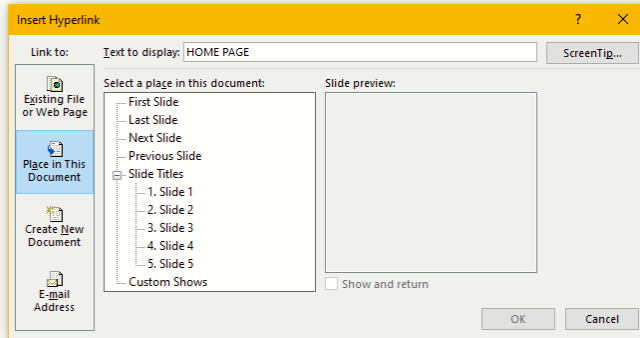 Insert Hyperlink ? ✕
Link to: Text to display: HOME PAGE ScreenTip...
Existing File
or Web Page
Place in This
Document
Create New
Document
E-mail
Address
Select a place in this document:
First Slide
Last Slide
Next Slide
Previous Slide
Slide Titles
1. Slide 1
2. Slide 2
3. Slide 3
4. Slide 4
5. Slide 5
Custom Shows
Slide preview:
Show and return
OK Cancel